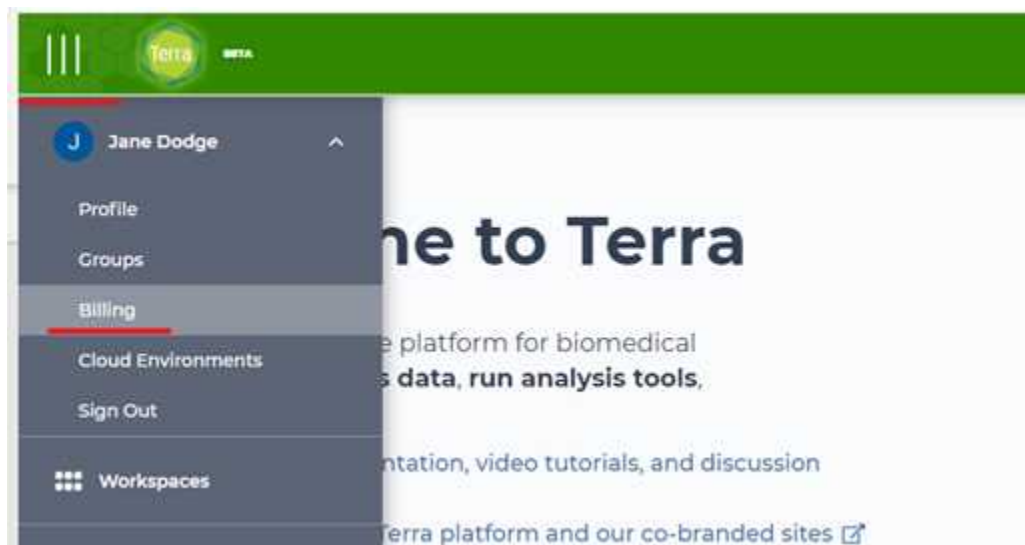 Terra BETA
J Jane Dodge
Profile
Groups
Billing
Cloud Environments
Sign Out
Workspaces
ne to Terra
e platform for biomedical
s data, run analysis tools,
ntation, video tutorials, and discussion
Terra platform and our co-branded sites